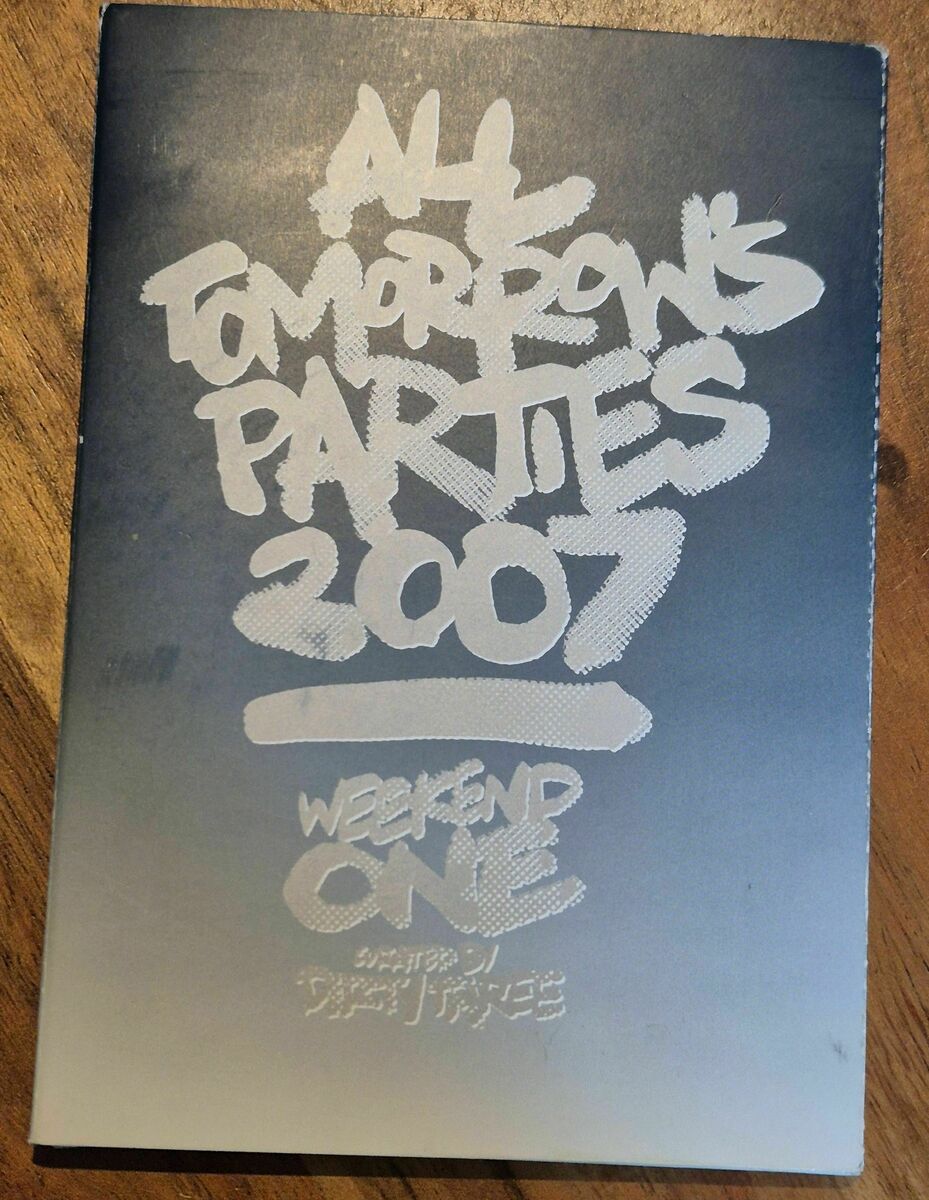 ALL
TOMORROW'S
PARTIES
2007
WEEKEND
ONE
CURATED BY
DIRTY THREE